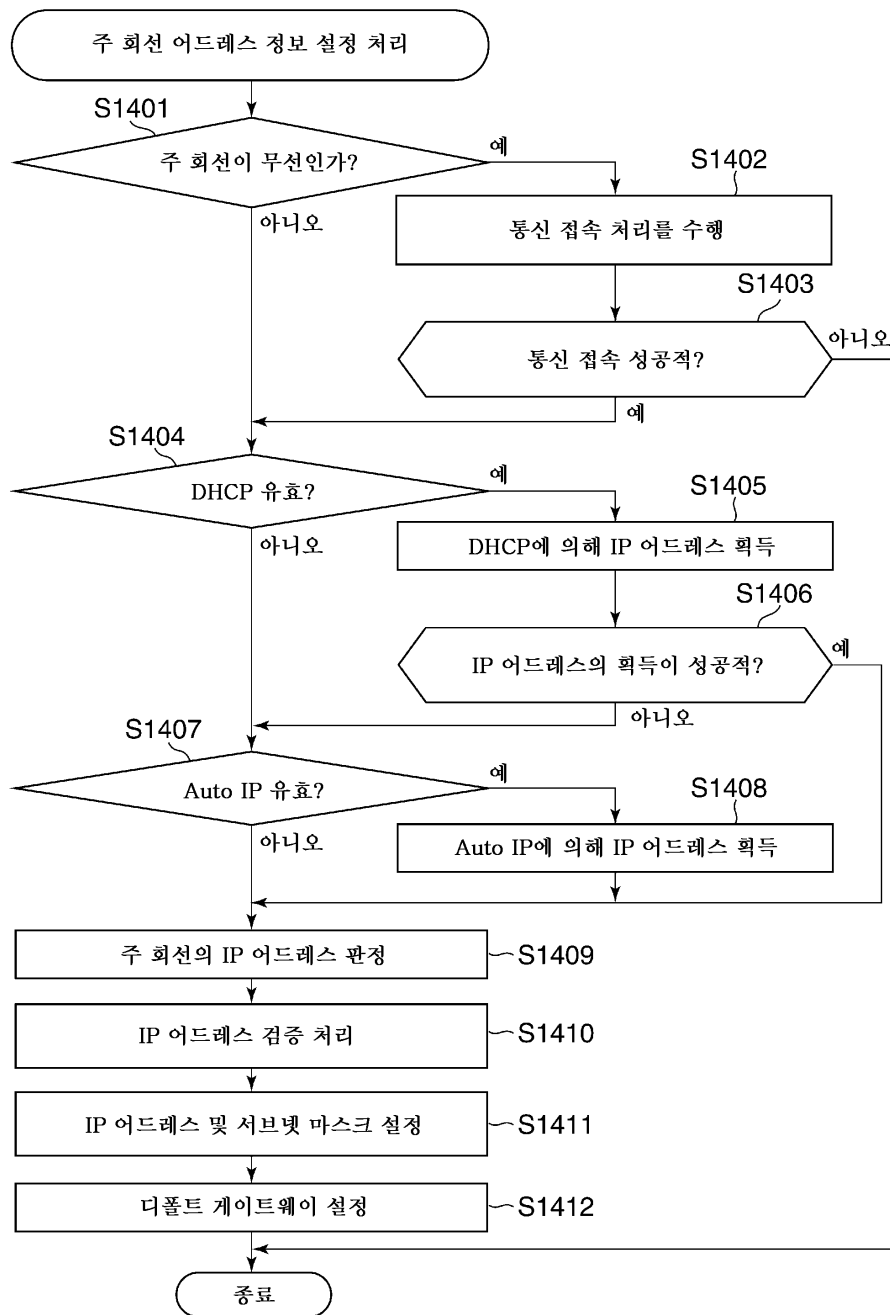 주 회선 어드레스 정보 설정 처리
S1401
주 회선이 무선인가?
예
아니오
S1402
통신 접속 처리를 수행
S1403
통신 접속 성공적?
아니오
예
S1404
DHCP 유효?
예
아니오
S1405
DHCP에 의해 IP 어드레스 획득
S1406
IP 어드레스의 획득이 성공적?
예
아니오
S1407
Auto IP 유효?
예
아니오
S1408
Auto IP에 의해 IP 어드레스 획득
주 회선의 IP 어드레스 판정
S1409
IP 어드레스 검증 처리
S1410
IP 어드레스 및 서브넷 마스크 설정
S1411
디폴트 게이트웨이 설정
S1412
종료